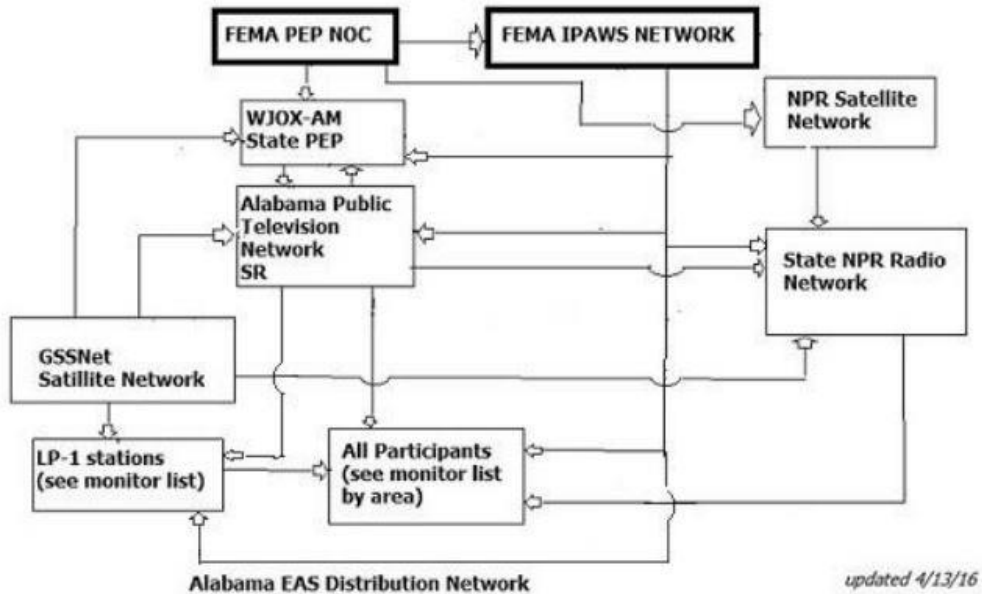 FEMA PEP NOC
FEMA IPAWS NETWORK
WJOX-AM
State PEP
NPR Satellite
Network
Alabama Public
Television
Network
SR
State NPR Radio
Network
GSSNet
Satillite Network
LP-1 stations
(see monitor list)
All Participants
(see monitor list
by area)
Alabama EAS Distribution Network
updated 4/13/16